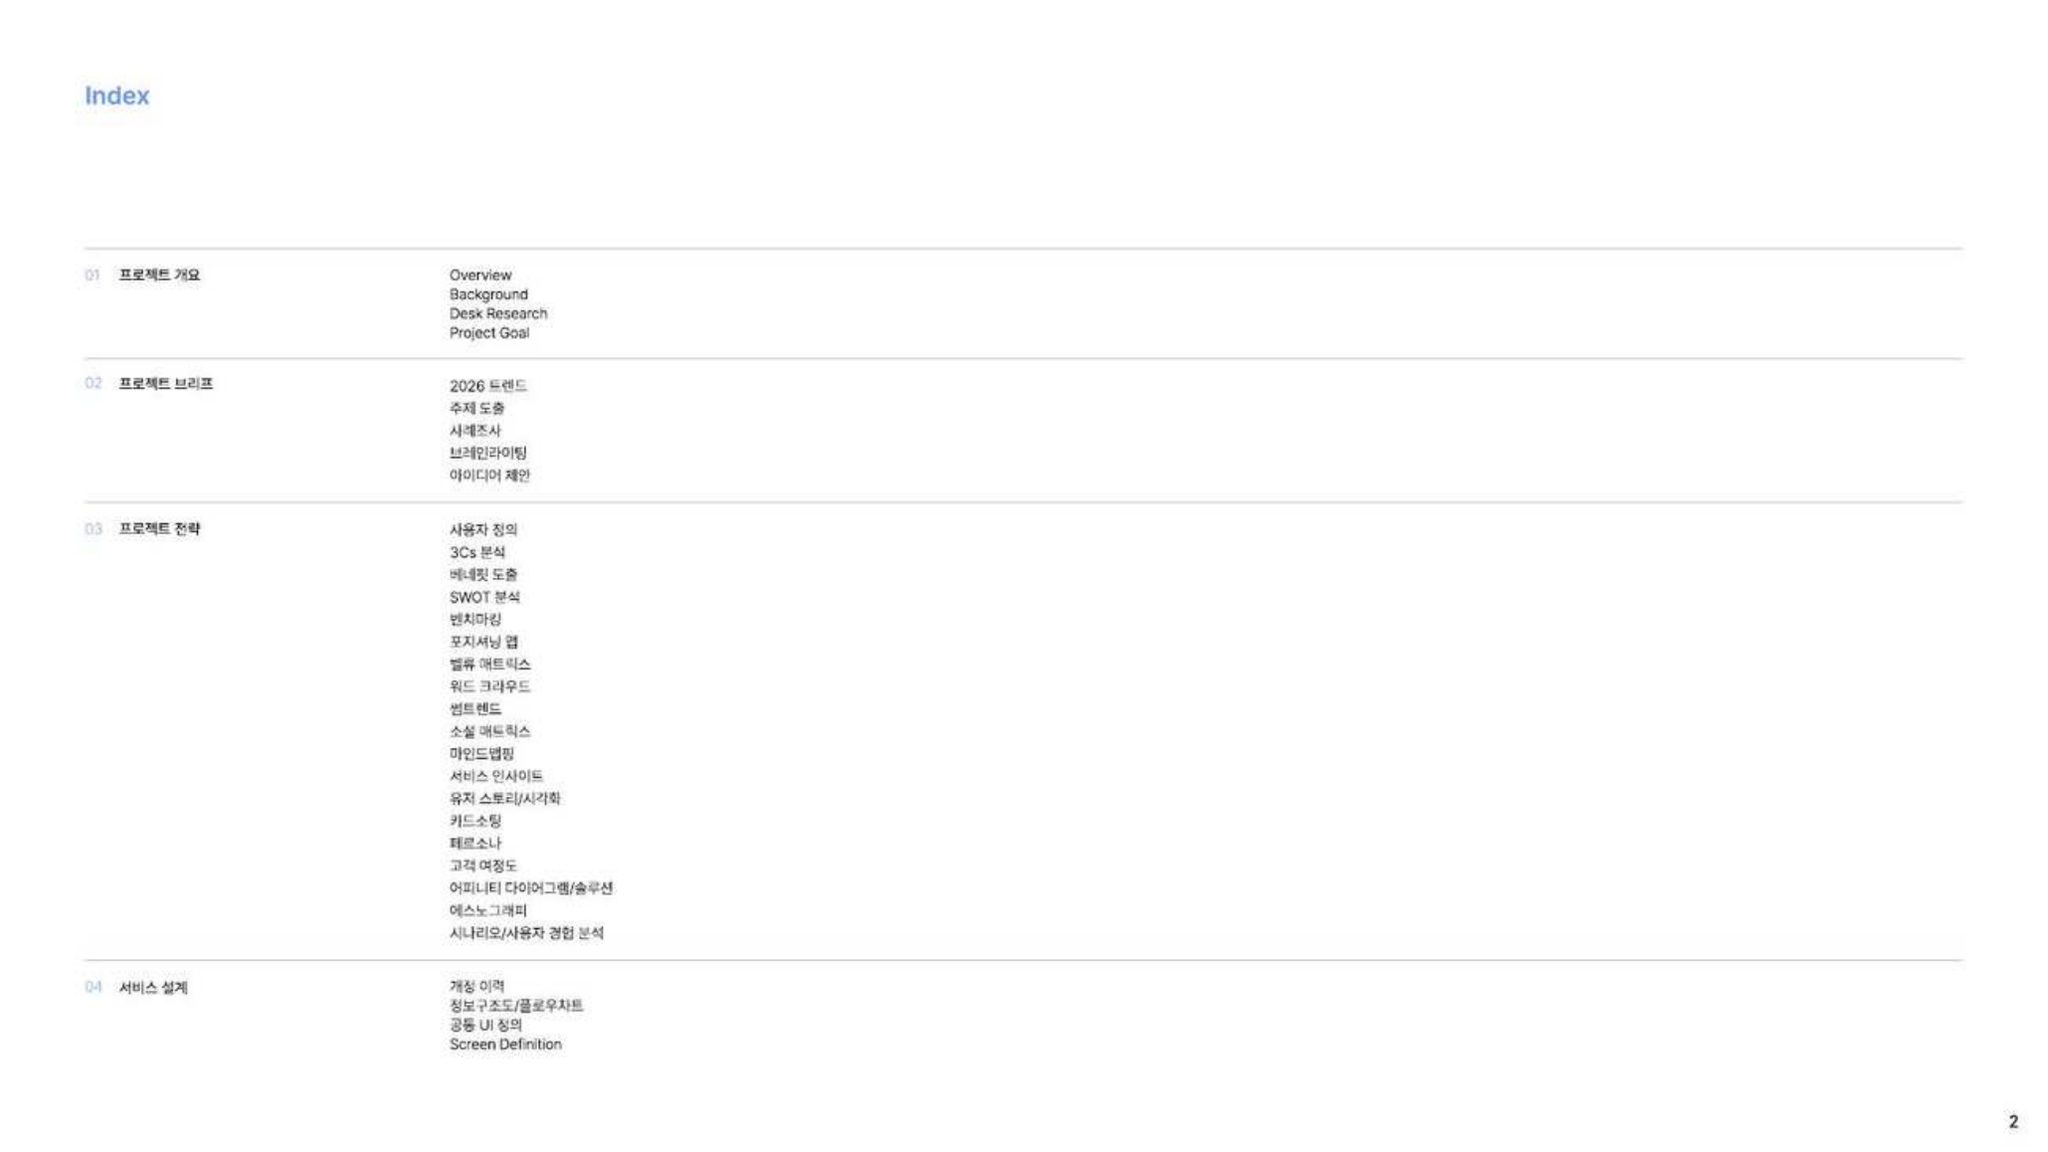 Index
01 프로젝트 개요
Overview
Background
Desk Research
Project Goal
02 프로젝트 브리프
2026 트렌드
주제 도출
사례조사
브레인라이팅
아이디어 제안
03 프로젝트 전략
사용자 정의
3Cs 분석
베네핏 도출
SWOT 분석
벤치마킹
포지셔닝 맵
벨류 매트릭스
워드 크라우드
썸트렌드
소셜 매트릭스
마인드맵핑
서비스 인사이트
유저 스토리/시각화
카드소팅
페르소나
고객 여정도
어피니티 다이어그램/솔루션
에스노그래피
시나리오/사용자 경험 분석
04 서비스 설계
개정 이력
정보구조도/플로우차트
공통 UI 정의
Screen Definition
2